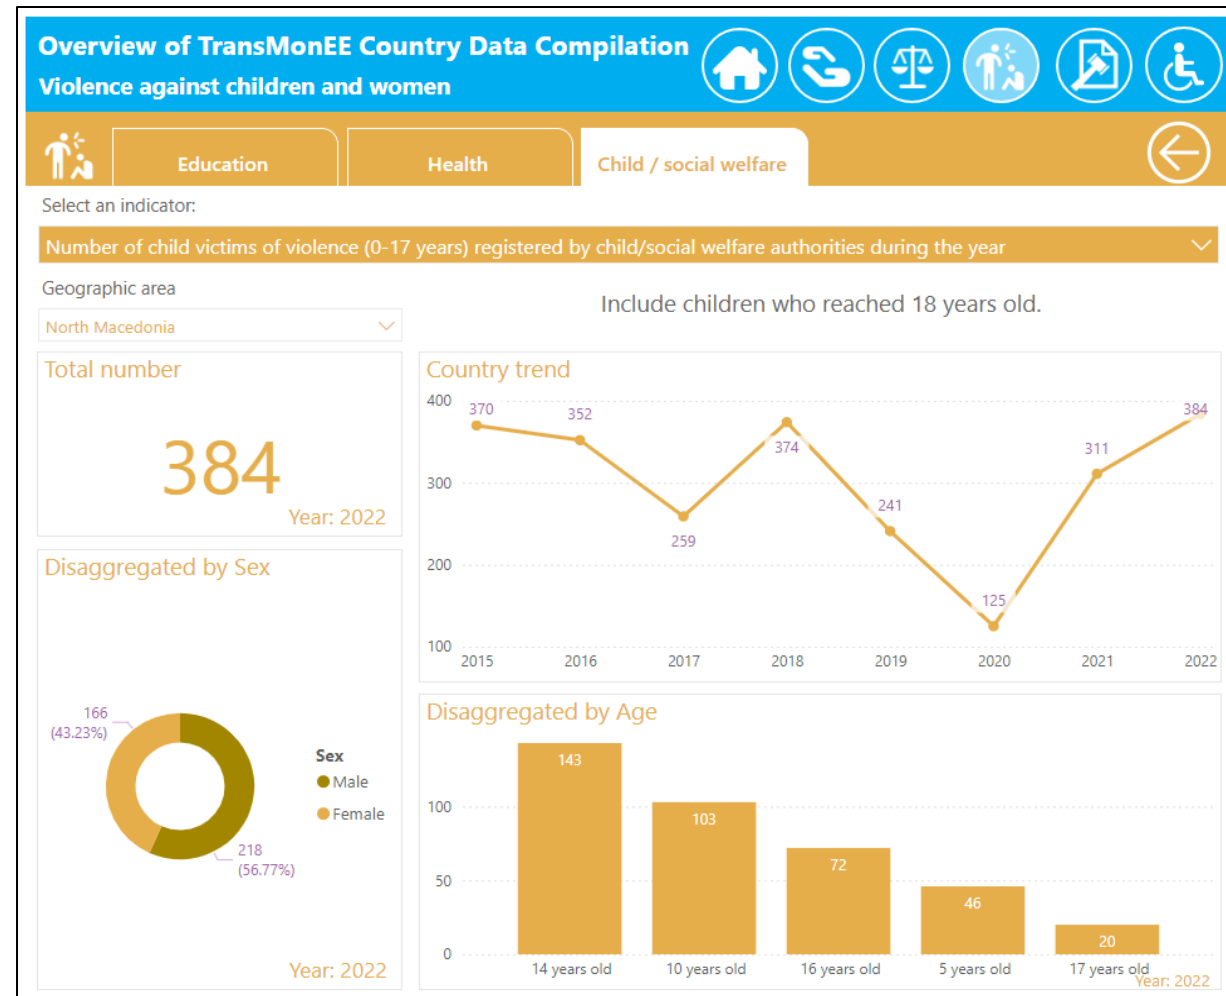 Overview of TransMonEE Country Data Compilation
Violence against children and women
Education
Health
Child / social welfare
Select an indicator:
Number of child victims of violence (0-17 years) registered by child/social welfare authorities during the year
Geographic area
North Macedonia
Include children who reached 18 years old.
Total number
384
Year: 2022
Country trend
400
300
200
100
370
352
259
374
241
125
311
384
2015
2016
2017
2018
2019
2020
2021
2022
Disaggregated by Sex
166
(43.23%)
218
(56.77%)
Sex
Male
Female
Year: 2022
Disaggregated by Age
100
50
0
143
103
72
46
20
14 years old
10 years old
16 years old
5 years old
17 years old
Year: 2022